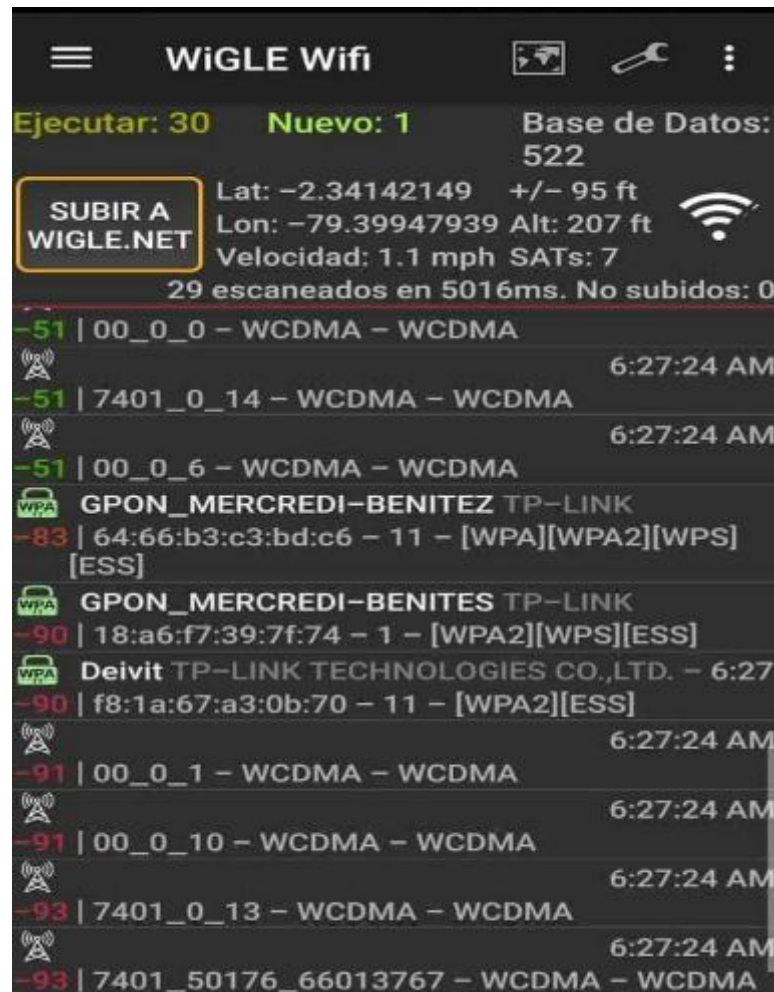 WiGLE Wifi
Ejecutar: 30 Nuevo: 1 Base de Datos:
522
SUBIR A
WIGLE.NET
Lat: −2.34142149 +/− 95 ft
Lon: −79.39947939 Alt: 207 ft
Velocidad: 1.1 mph SATs: 7
29 escaneados en 5016ms. No subidos: 0
−51 | 00_0_0 − WCDMA − WCDMA
6:27:24 AM
−51 | 7401_0_14 − WCDMA − WCDMA
6:27:24 AM
−51 | 00_0_6 − WCDMA − WCDMA
WPA GPON_MERCREDI−BENITEZ TP−LINK
−83 | 64:66:b3:c3:bd:c6 − 11 − [WPA][WPA2][WPS]
[ESS]
WPA GPON_MERCREDI−BENITES TP−LINK
−90 | 18:a6:f7:39:7f:74 − 1 − [WPA2][WPS][ESS]
WPA Deivit TP−LINK TECHNOLOGIES CO.,LTD. − 6:27
−90 | f8:1a:67:a3:0b:70 − 11 − [WPA2][ESS]
6:27:24 AM
−91 | 00_0_1 − WCDMA − WCDMA
6:27:24 AM
−91 | 00_0_10 − WCDMA − WCDMA
6:27:24 AM
−93 | 7401_0_13 − WCDMA − WCDMA
6:27:24 AM
−93 | 7401_50176_66013767 − WCDMA − WCDMA